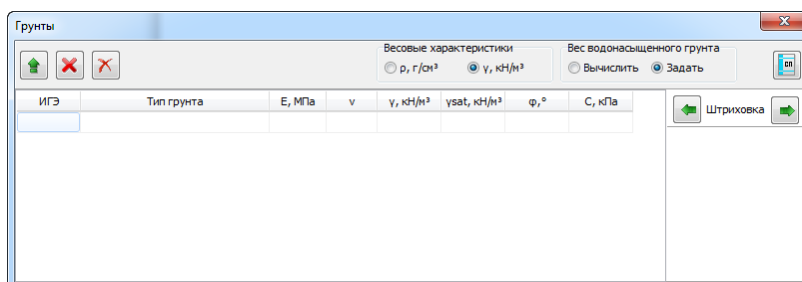 Грунты
Весовые характеристики
Вес водонасыщенного грунта
ρ, г/см³ γ, кН/м³
Вычислить Задать
СП
ИГЭ Тип грунта E, МПа ν γ, кН/м³ γsat, кН/м³ φ,° C, кПа
Штриховка